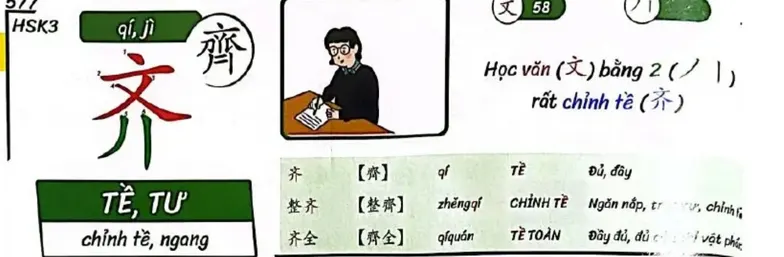 577
HSK3
qí, jì
齊
齐
TỀ, TƯ
chỉnh tề, ngang
文 58
Học văn (文) bằng 2 (丿丨)
rất chỉnh tề (齐)
齐 【齊】 qí TỀ Đủ, đầy
整齐 【整齊】 zhěngqí CHỈNH TỀ Ngăn nắp, chỉnh
齐全 【齊全】 qíquán TỀ TOÀN Đầy đủ, đủ vật